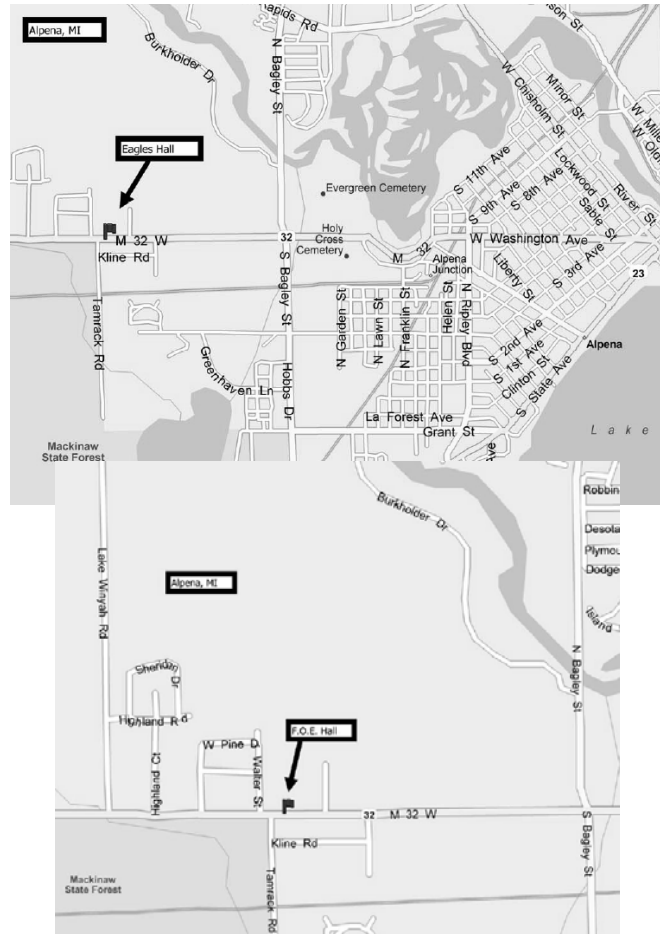 Rapids Rd
Alpena, MI
Burkholder Dr
N Bagley St
W Chisholm St
Minor St
W Mille
W Old
Eagles Hall
S 11th Ave
Lockwood St
S 9th Ave
S 8th Ave
River St
Evergreen Cemetery
Sable St
Holy
Cross
Cemetery
32
M 32 W
M 32
W Washington Ave
Kline Rd
Alpena
Junction
Liberty St
S 3rd Ave
23
S Bagley St
Tamrack Rd
N Garden St
N Lawn St
N Franklin St
Helen St
N Ripley Blvd
S 2nd Ave
Alpena
S 1st Ave
Clinton St
S State Ave
Greenhaven Ln
Hobbs Dr
La Forest Ave
Grant St
Lake
Mackinaw
State Forest
Ave
Burkholder Dr
Robbin
Desota
Plymou
Dodge
Lake Winyah Rd
Alpena, MI
Island
N Bagley St
Sheridan Dr
Highland Rd
F.O.E. Hall
W Pine D
Walter St
Highland Ct
32
M 32 W
S Bagley St
Kline Rd
Mackinaw
State Forest
Tamrack Rd